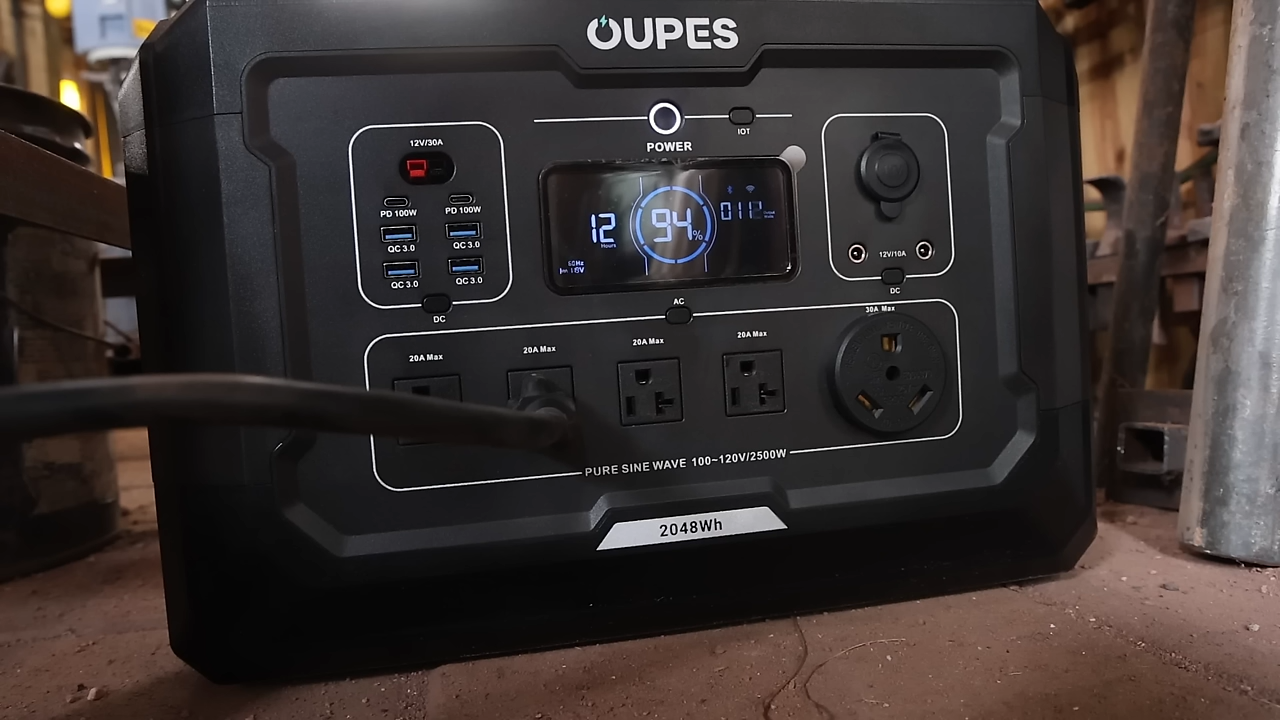 OUPES
POWER
IOT
12V/30A
PD 100W
PD 100W
QC 3.0
QC 3.0
QC 3.0
QC 3.0
DC
12
Hours
94%
60Hz
12V/10A
DC
AC
20A Max
20A Max
20A Max
20A Max
30A Max
PURE SINE WAVE 100~120V/2500W
2048Wh